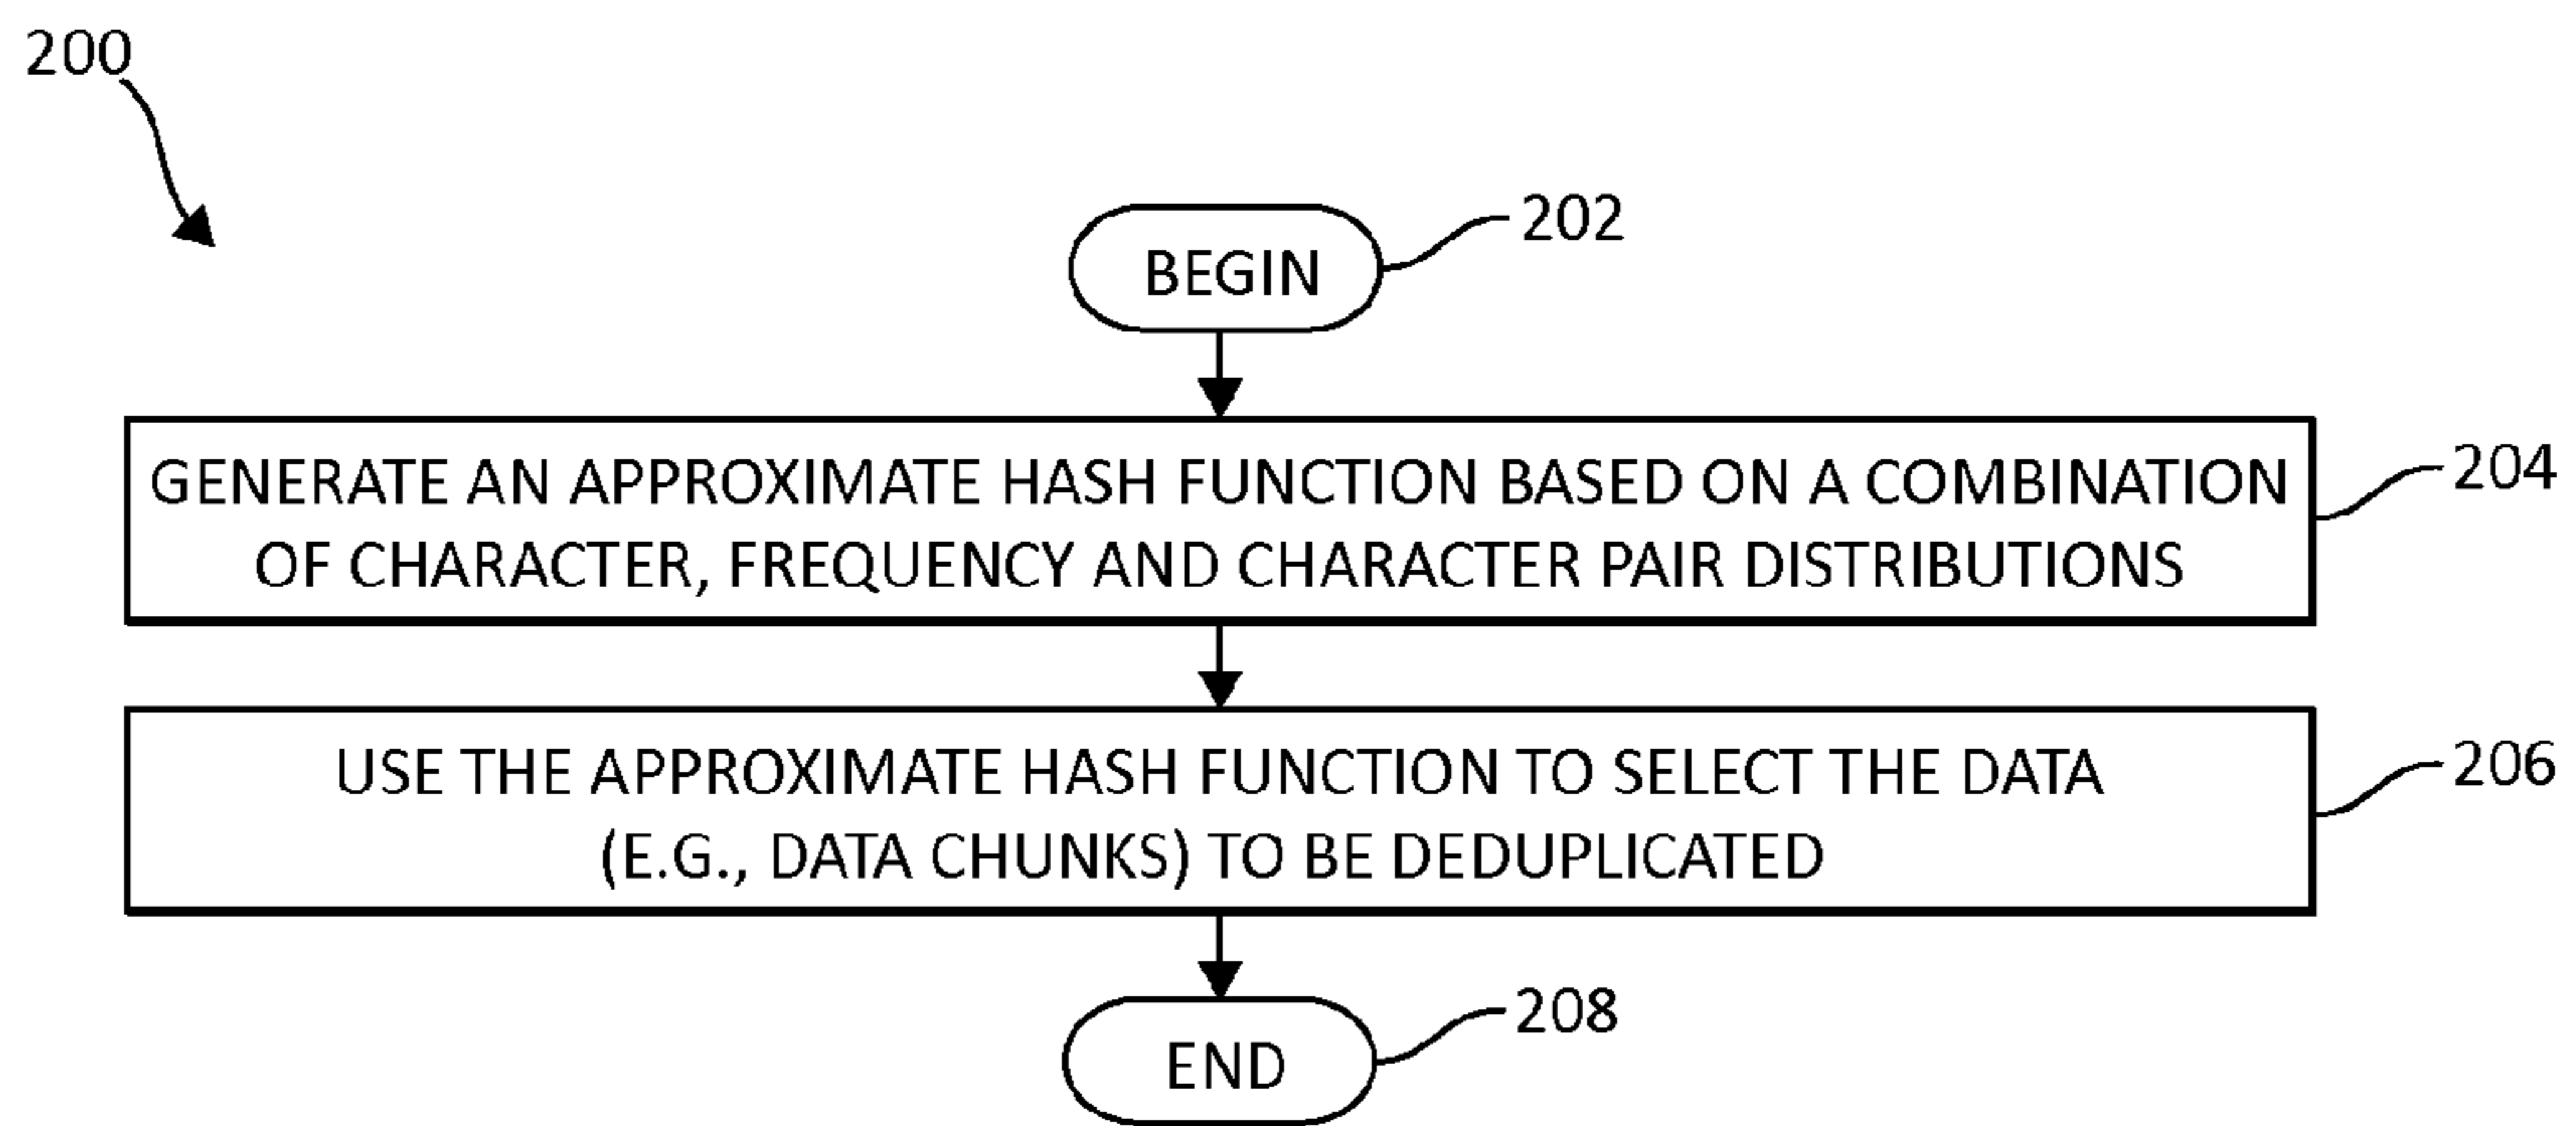 200
BEGIN
202
GENERATE AN APPROXIMATE HASH FUNCTION BASED ON A COMBINATION
OF CHARACTER, FREQUENCY AND CHARACTER PAIR DISTRIBUTIONS
204
USE THE APPROXIMATE HASH FUNCTION TO SELECT THE DATA
(E.G., DATA CHUNKS) TO BE DEDUPLICATED
206
END
208